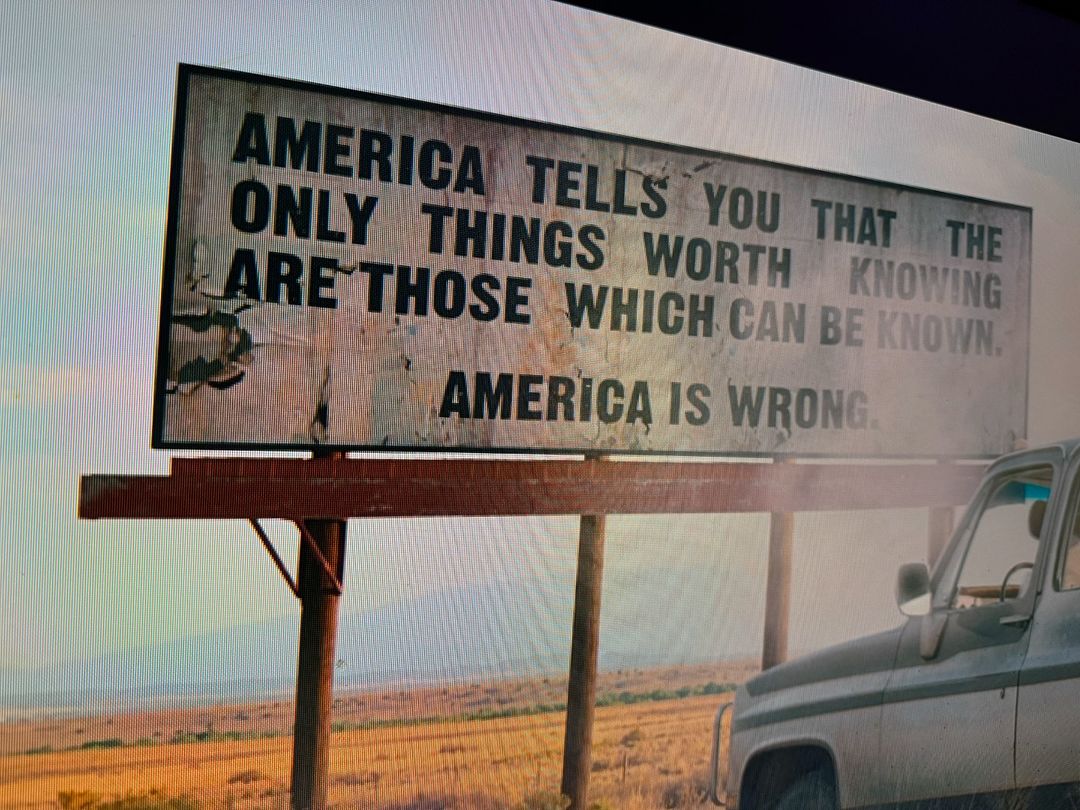 AMERICA TELLS YOU THAT THE
ONLY THINGS WORTH KNOWING
ARE THOSE WHICH CAN BE KNOWN.
AMERICA IS WRONG.